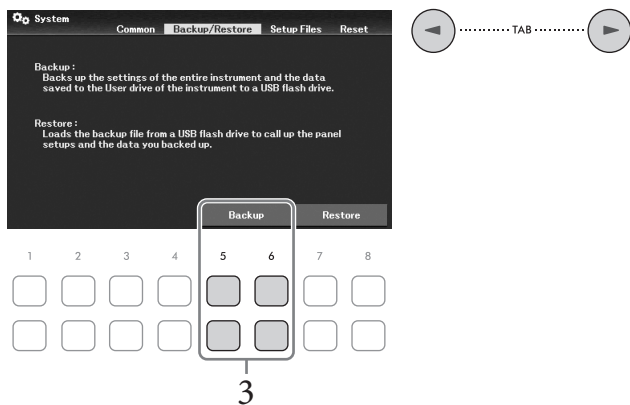 System
Common Backup/Restore Setup Files Reset
TAB
Backup :
Backs up the settings of the entire instrument and the data
saved to the User drive of the instrument to a USB flash drive.
Restore :
Loads the backup file from a USB flash drive to call up the panel
setups and the data you backed up.
Backup Restore
1 2 3 4 5 6 7 8
3